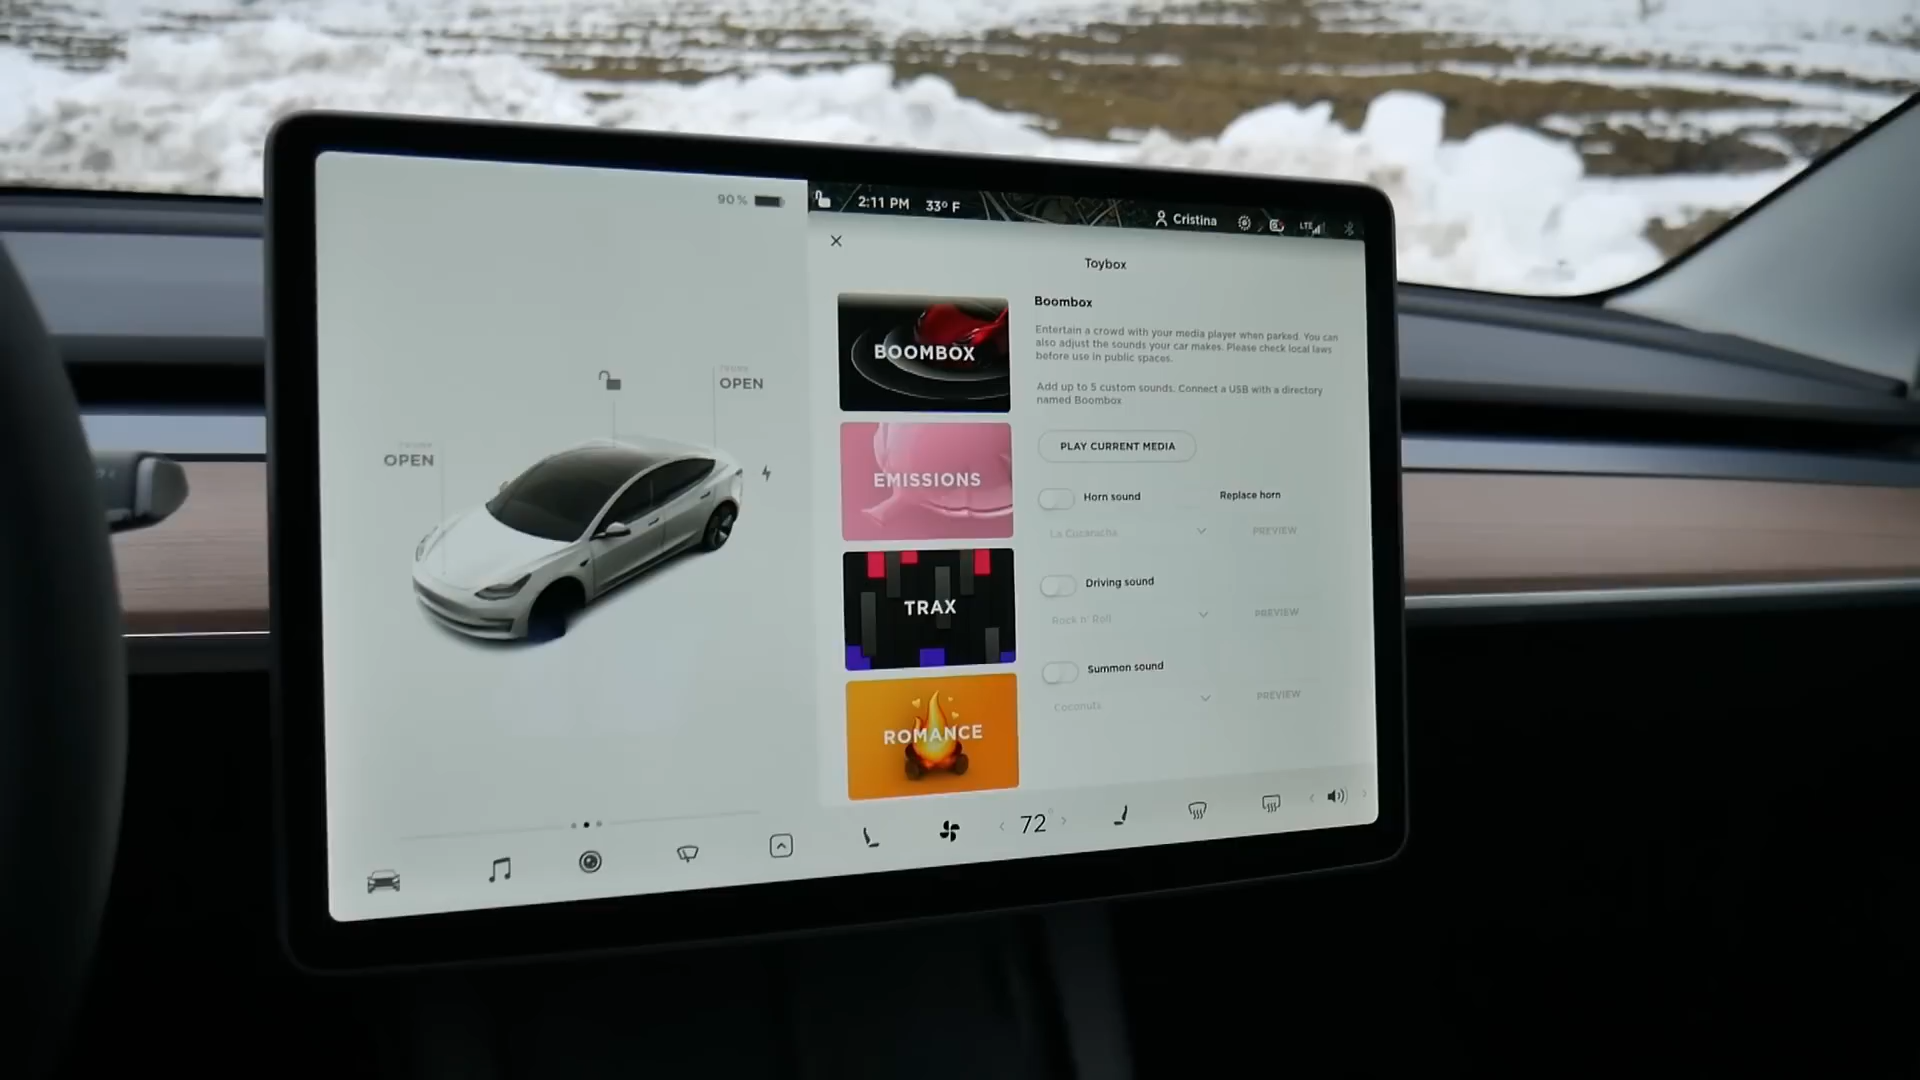 90%
2:11 PM 33° F
Cristina
LTE
Toybox
OPEN
OPEN
BOOMBOX
EMISSIONS
TRAX
ROMANCE
Boombox
Entertain a crowd with your media player when parked. You can
also adjust the sounds your car makes. Please check local laws
before use in public spaces.
Add up to 5 custom sounds. Connect a USB with a directory
named Boombox
PLAY CURRENT MEDIA
Horn sound Replace horn
La Cucaracha PREVIEW
Driving sound
Rock n' Roll PREVIEW
Summon sound
Coconuts PREVIEW
72